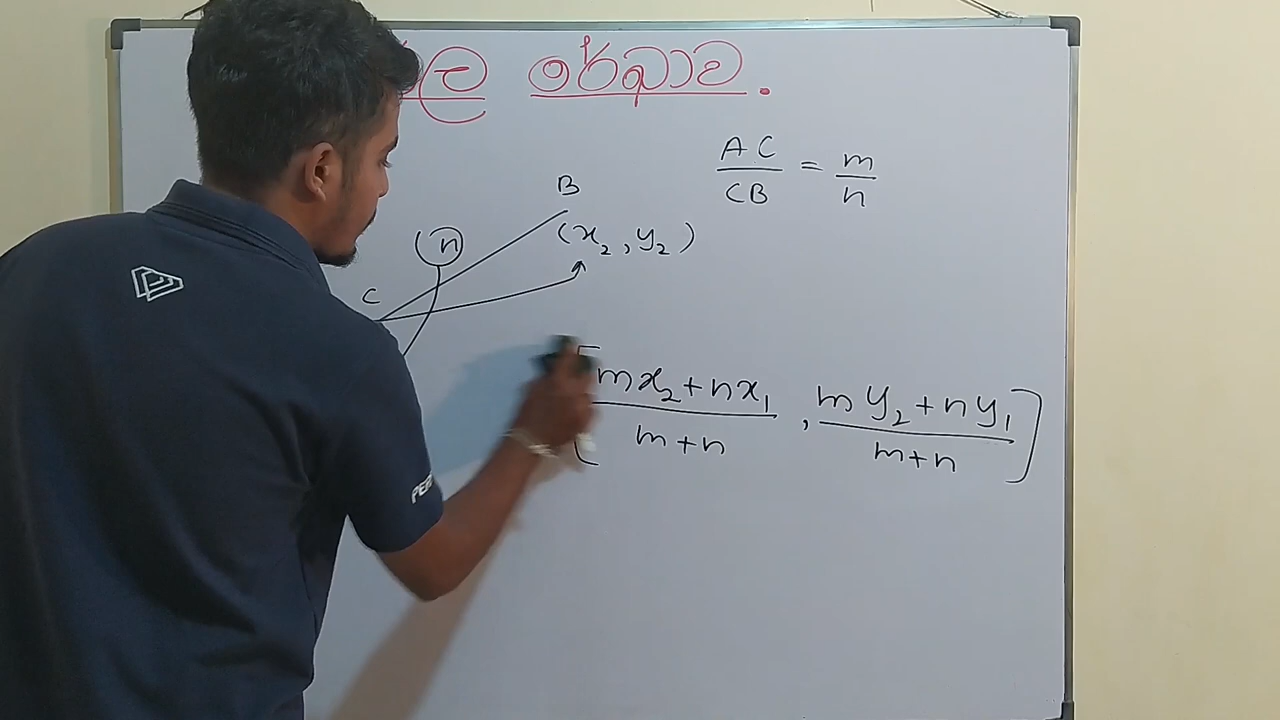 රේඛාව.
AC/CB = m/n
B
(x₂, y₂)
n
C
[mx₂+nx₁/m+n , my₂+ny₁/m+n]